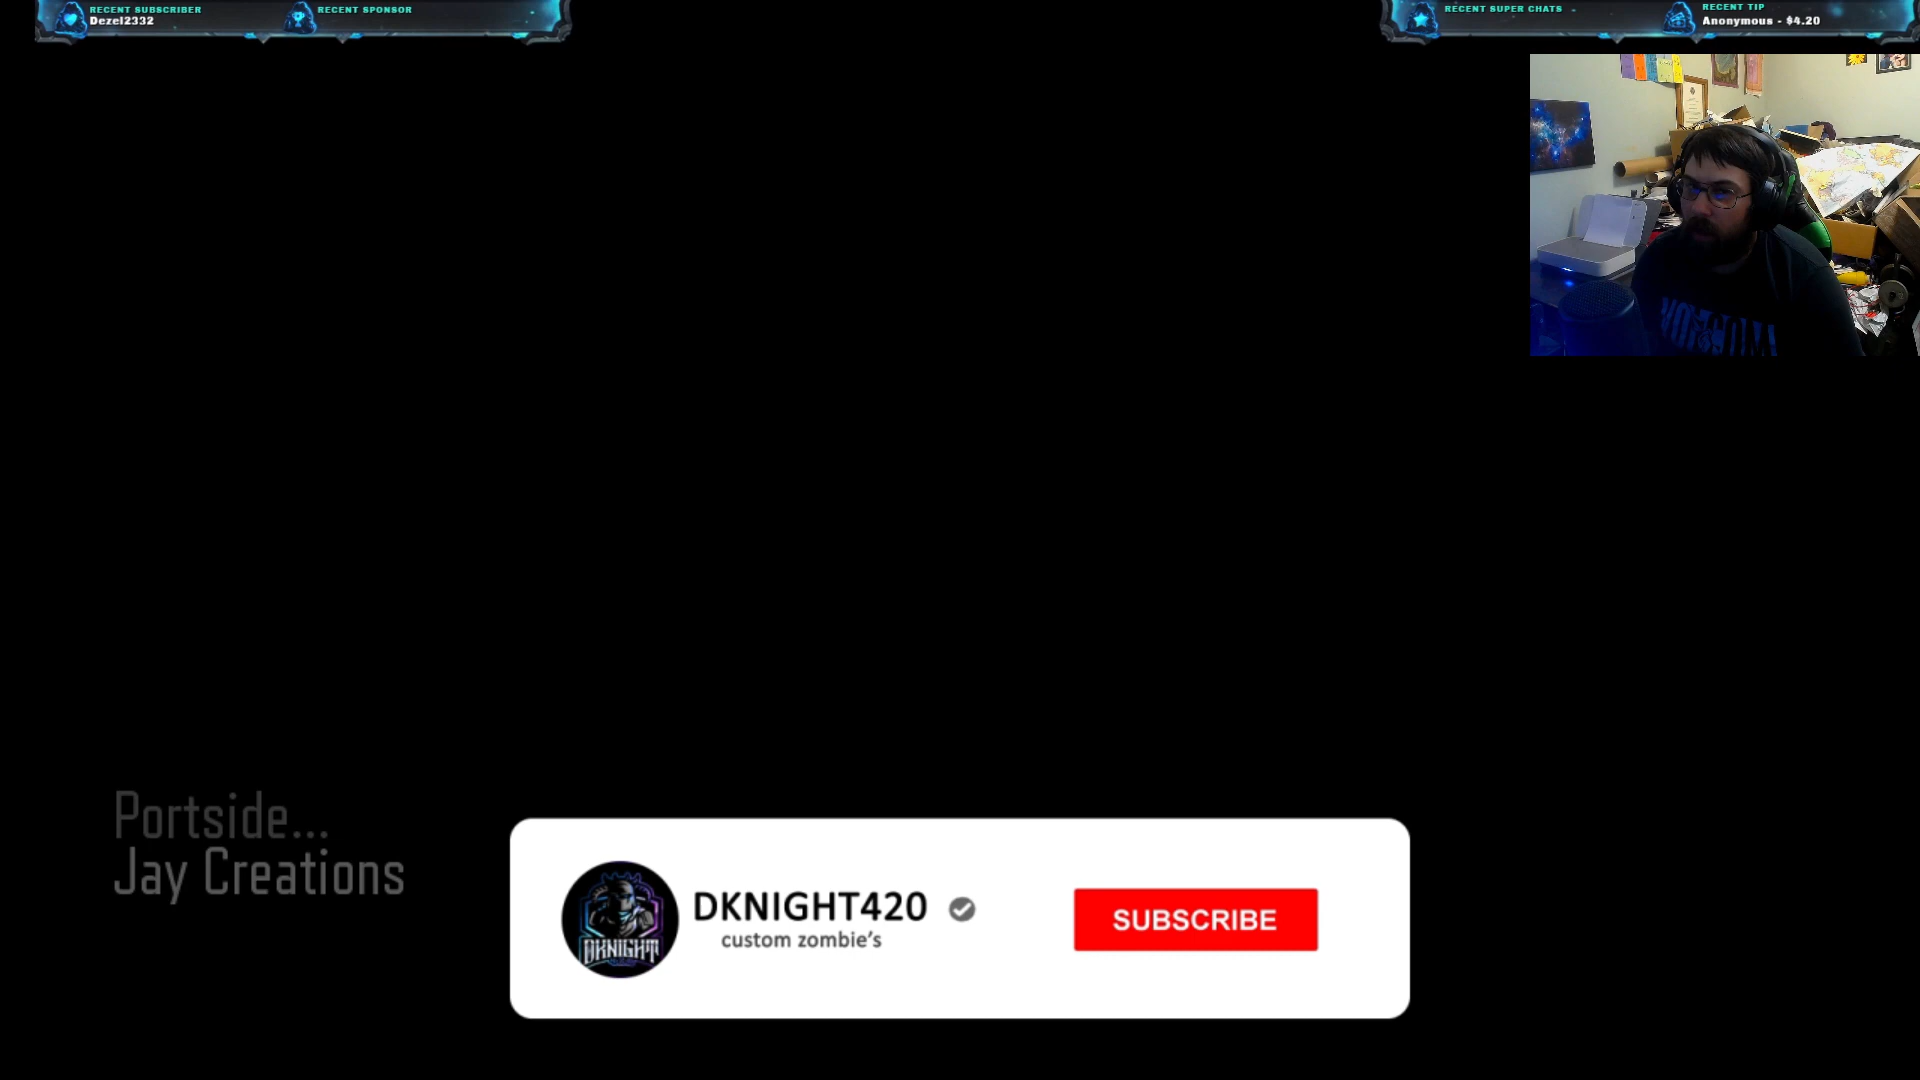 RECENT SUBSCRIBER
Dezel2332
RECENT SPONSOR
RECENT SUPER CHATS -
RECENT TIP
Anonymous - $4.20
Portside...
Jay Creations
DKNIGHT
DKNIGHT420
custom zombie's
SUBSCRIBE